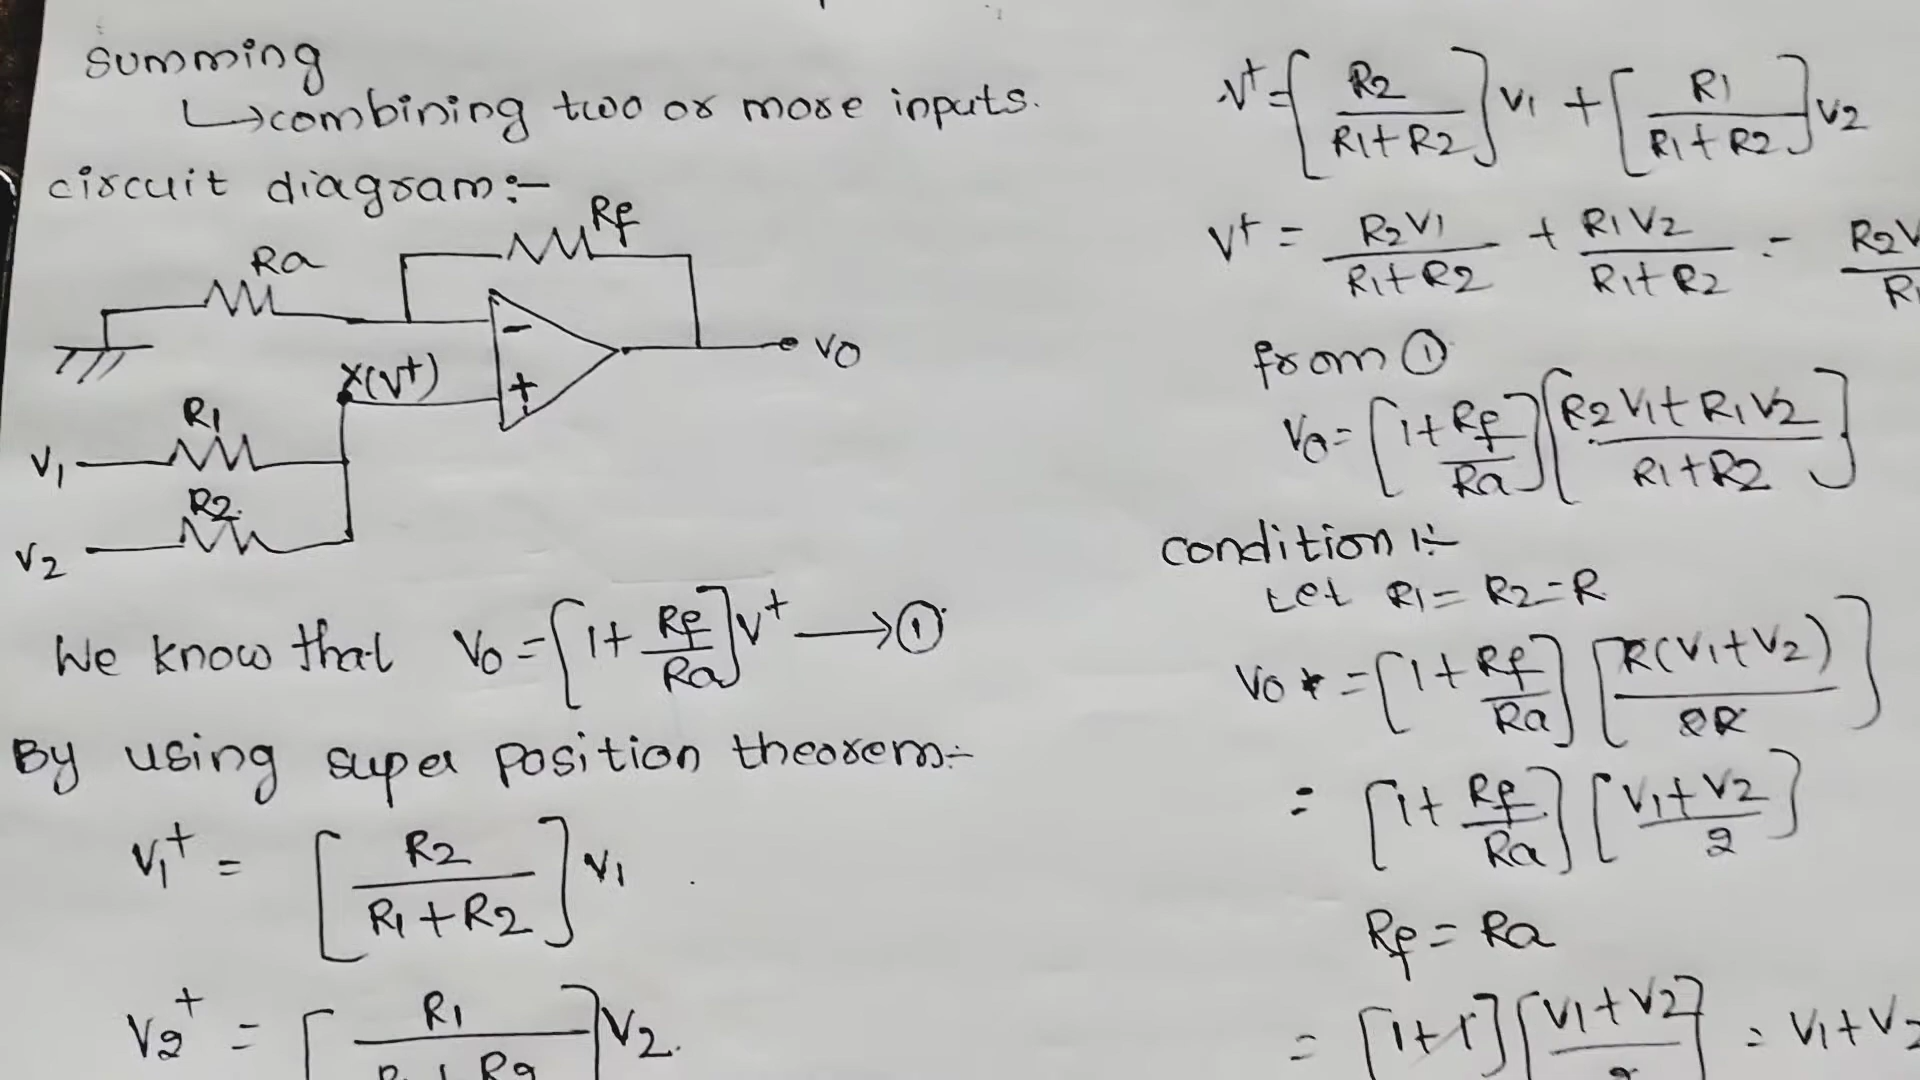 summing
↳combining two or more inputs.
circuit diagram:-
Rf
Ra
-
VO
X(V+)
+
R1
V1
R2
V2
We know that Vo = [1 + Rf/Ra] V+ → ①
By using super position theorem:-
V1+ = [R2/(R1+R2)] V1
V2+ = [R1/(R1+R2)] V2.
V+ = [R2/(R1+R2)] V1 + [R1/(R1+R2)] V2
V+ = R2V1/(R1+R2) + R1V2/(R1+R2) = R2V
from ①
Vo = [1+Rf/Ra] [(R2V1+R1V2)/(R1+R2)]
condition 1:-
Let R1 = R2 = R
Vo = [1+Rf/Ra] [R(V1+V2)/2R]
= [1+Rf/Ra] [(V1+V2)/2]
Rf = Ra
= [1+1] [(V1+V2)/2] = V1+V2